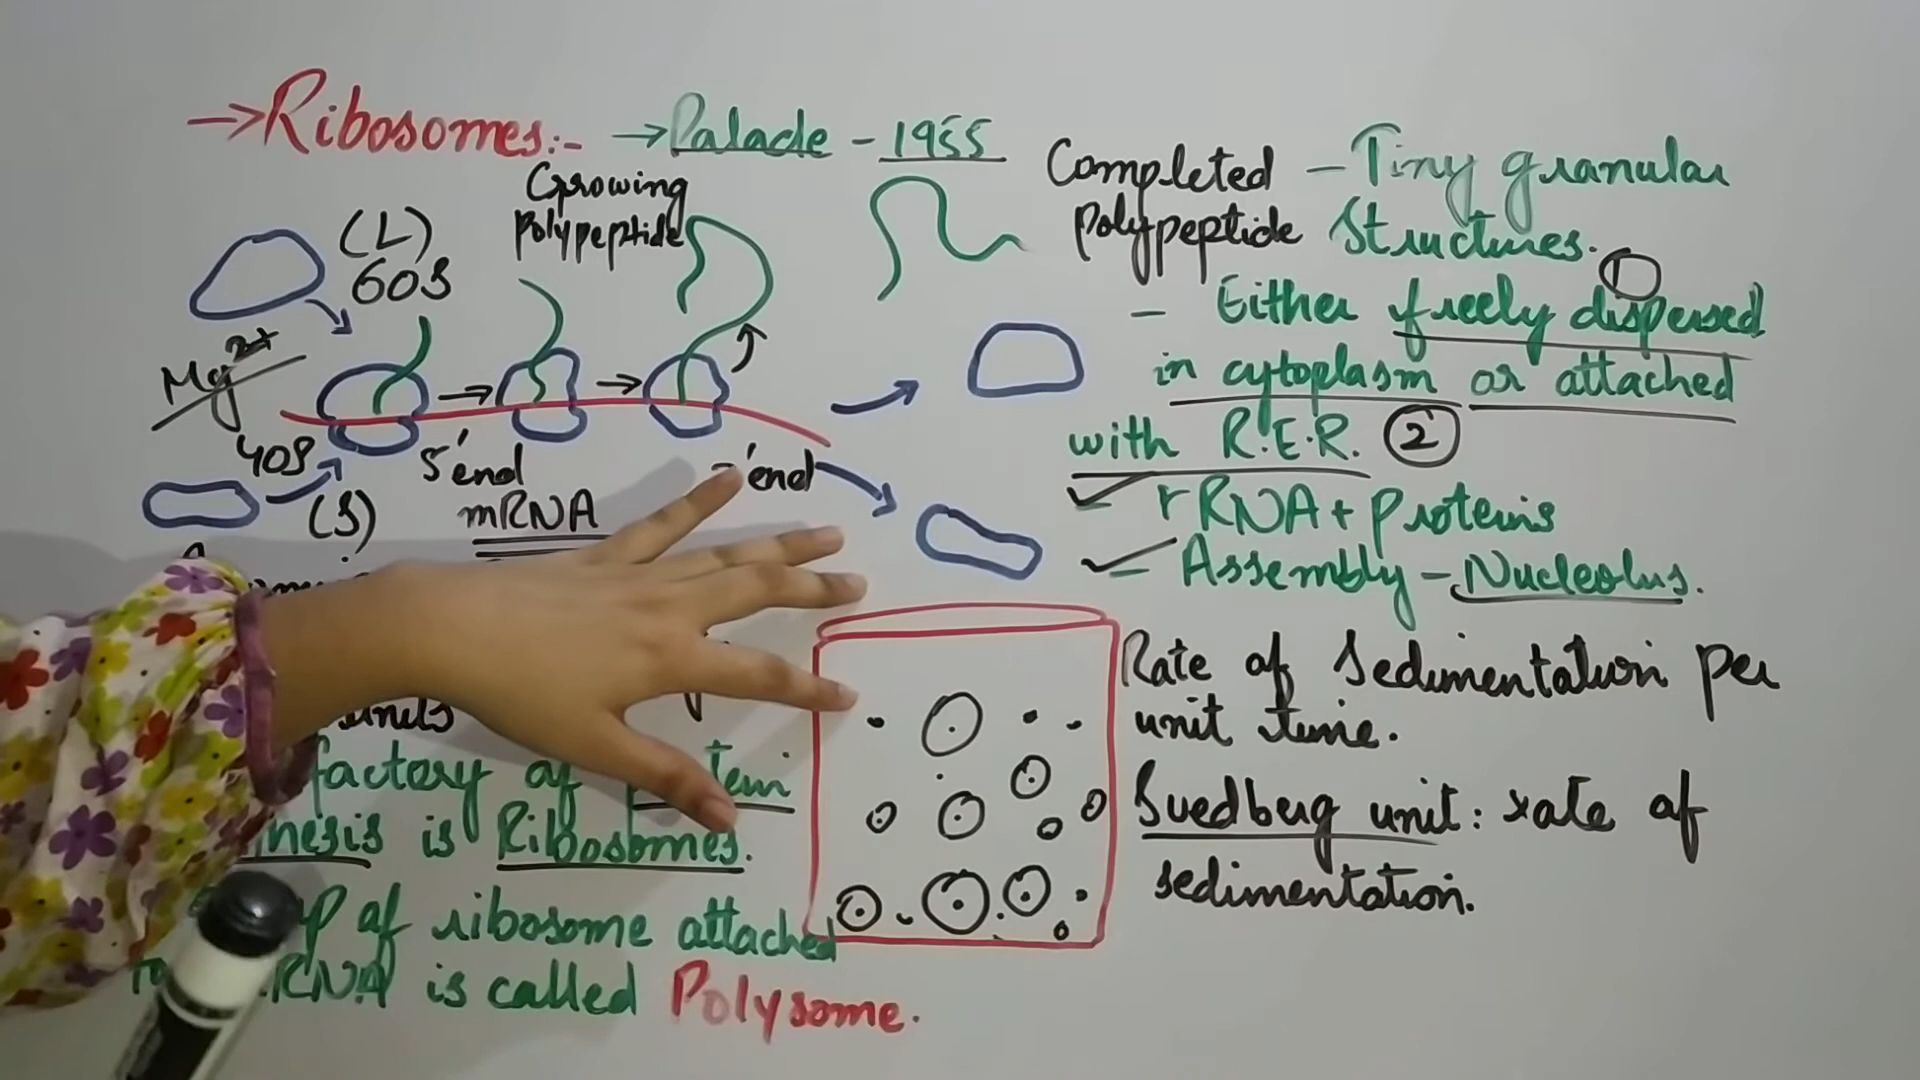 →Ribosomes:- →Palade - 1955
Growing
Polypeptide
(L)
60S
Mg2+
40S
(S)
5'end
'end
mRNA
Completed
polypeptide
- Tiny granular
Structures.
1
- Either freely dispersed
in cytoplasm or attached
with R.E.R. 2
rRNA + Proteins
- Assembly - Nucleolus.
Rate of Sedimentation per
unit time.
Svedberg unit: rate of
sedimentation.
units
factory of
is Ribosomes.
of ribosome attached
is called Polysome.